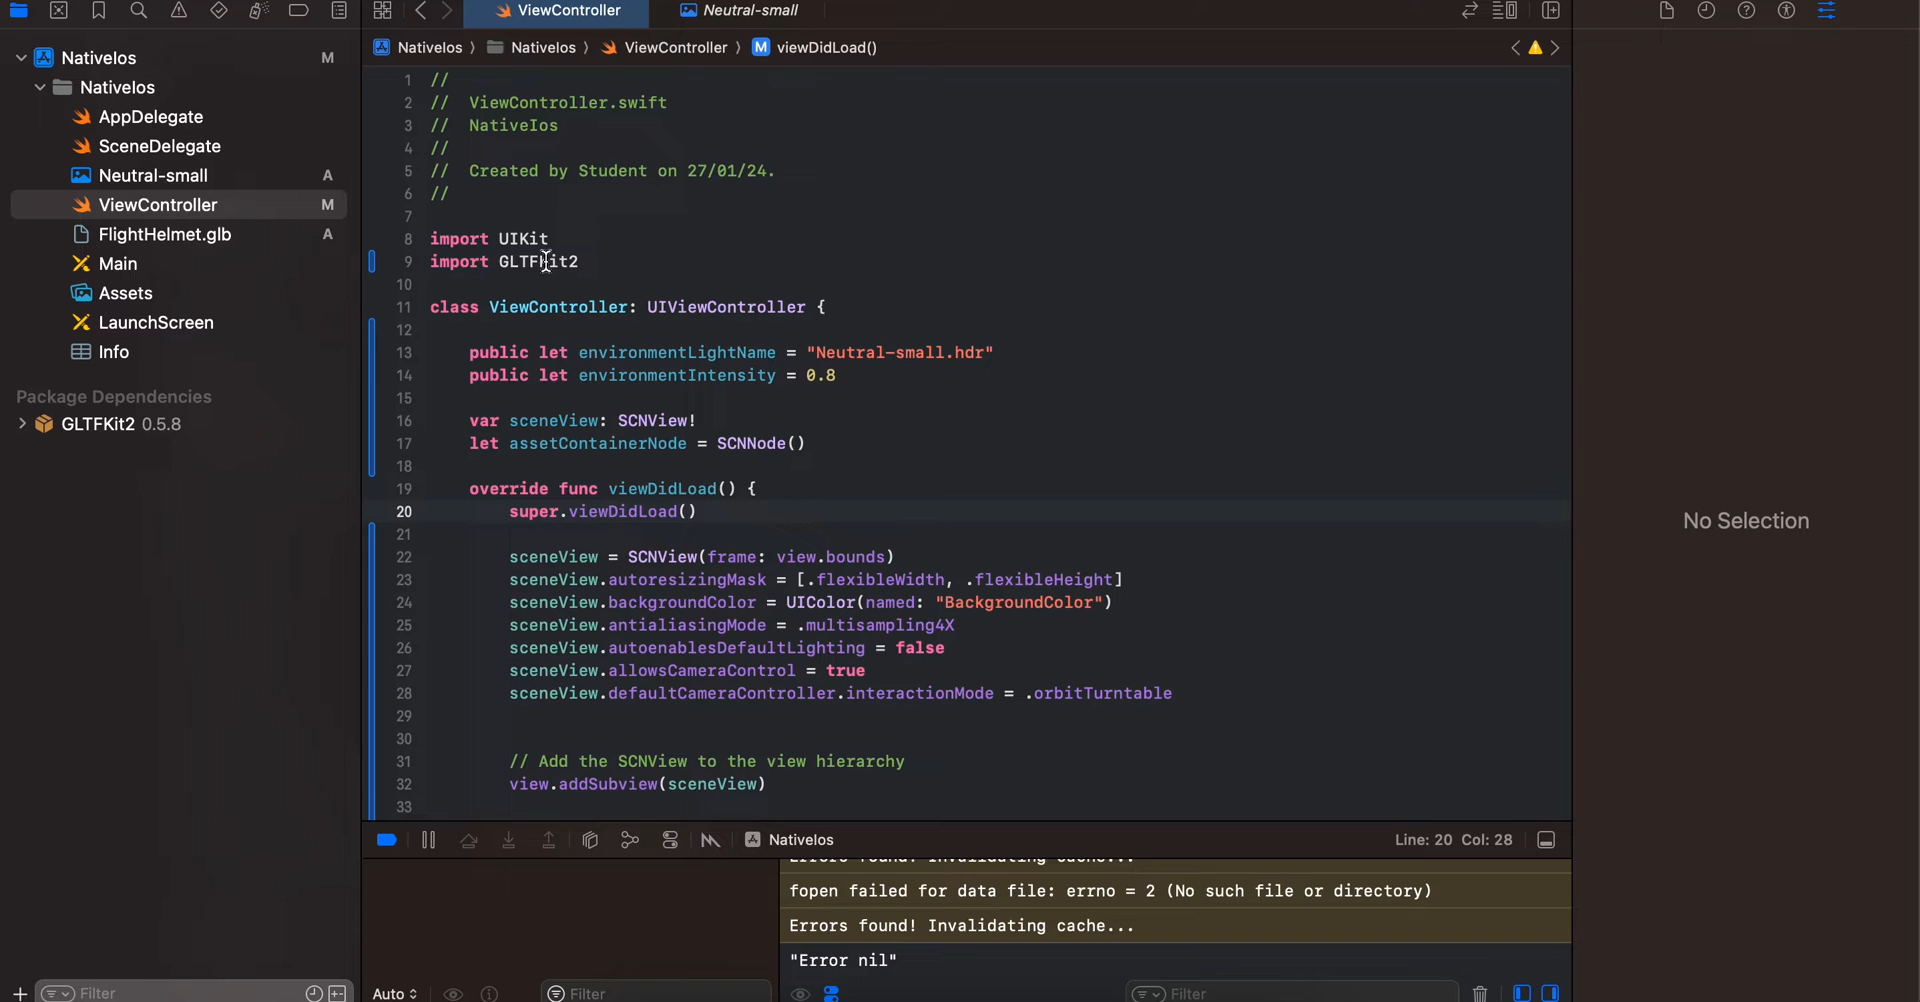 ViewController
Neutral-small
NativeIos
M
NativeIos
AppDelegate
SceneDelegate
Neutral-small
A
ViewController
M
FlightHelmet.glb
A
Main
Assets
LaunchScreen
Info
Package Dependencies
GLTFKit2 0.5.8
Filter
NativeIos 〉 NativeIos 〉 ViewController 〉 M viewDidLoad()
1 //
2 //  ViewController.swift
3 //  NativeIos
4 //
5 //  Created by Student on 27/01/24.
6 //
7
8 import UIKit
9 import GLTFKit2
10
11 class ViewController: UIViewController {
12
13     public let environmentLightName = "Neutral-small.hdr"
14     public let environmentIntensity = 0.8
15
16     var sceneView: SCNView!
17     let assetContainerNode = SCNNode()
18
19     override func viewDidLoad() {
20         super.viewDidLoad()
21
22         sceneView = SCNView(frame: view.bounds)
23         sceneView.autoresizingMask = [.flexibleWidth, .flexibleHeight]
24         sceneView.backgroundColor = UIColor(named: "BackgroundColor")
25         sceneView.antialiasingMode = .multisampling4X
26         sceneView.autoenablesDefaultLighting = false
27         sceneView.allowsCameraControl = true
28         sceneView.defaultCameraController.interactionMode = .orbitTurntable
29
30
31         // Add the SCNView to the view hierarchy
32         view.addSubview(sceneView)
33
NativeIos
Line: 20 Col: 28
Errors found! Invalidating cache...
fopen failed for data file: errno = 2 (No such file or directory)
Errors found! Invalidating cache...
"Error nil"
Auto
Filter
Filter
No Selection